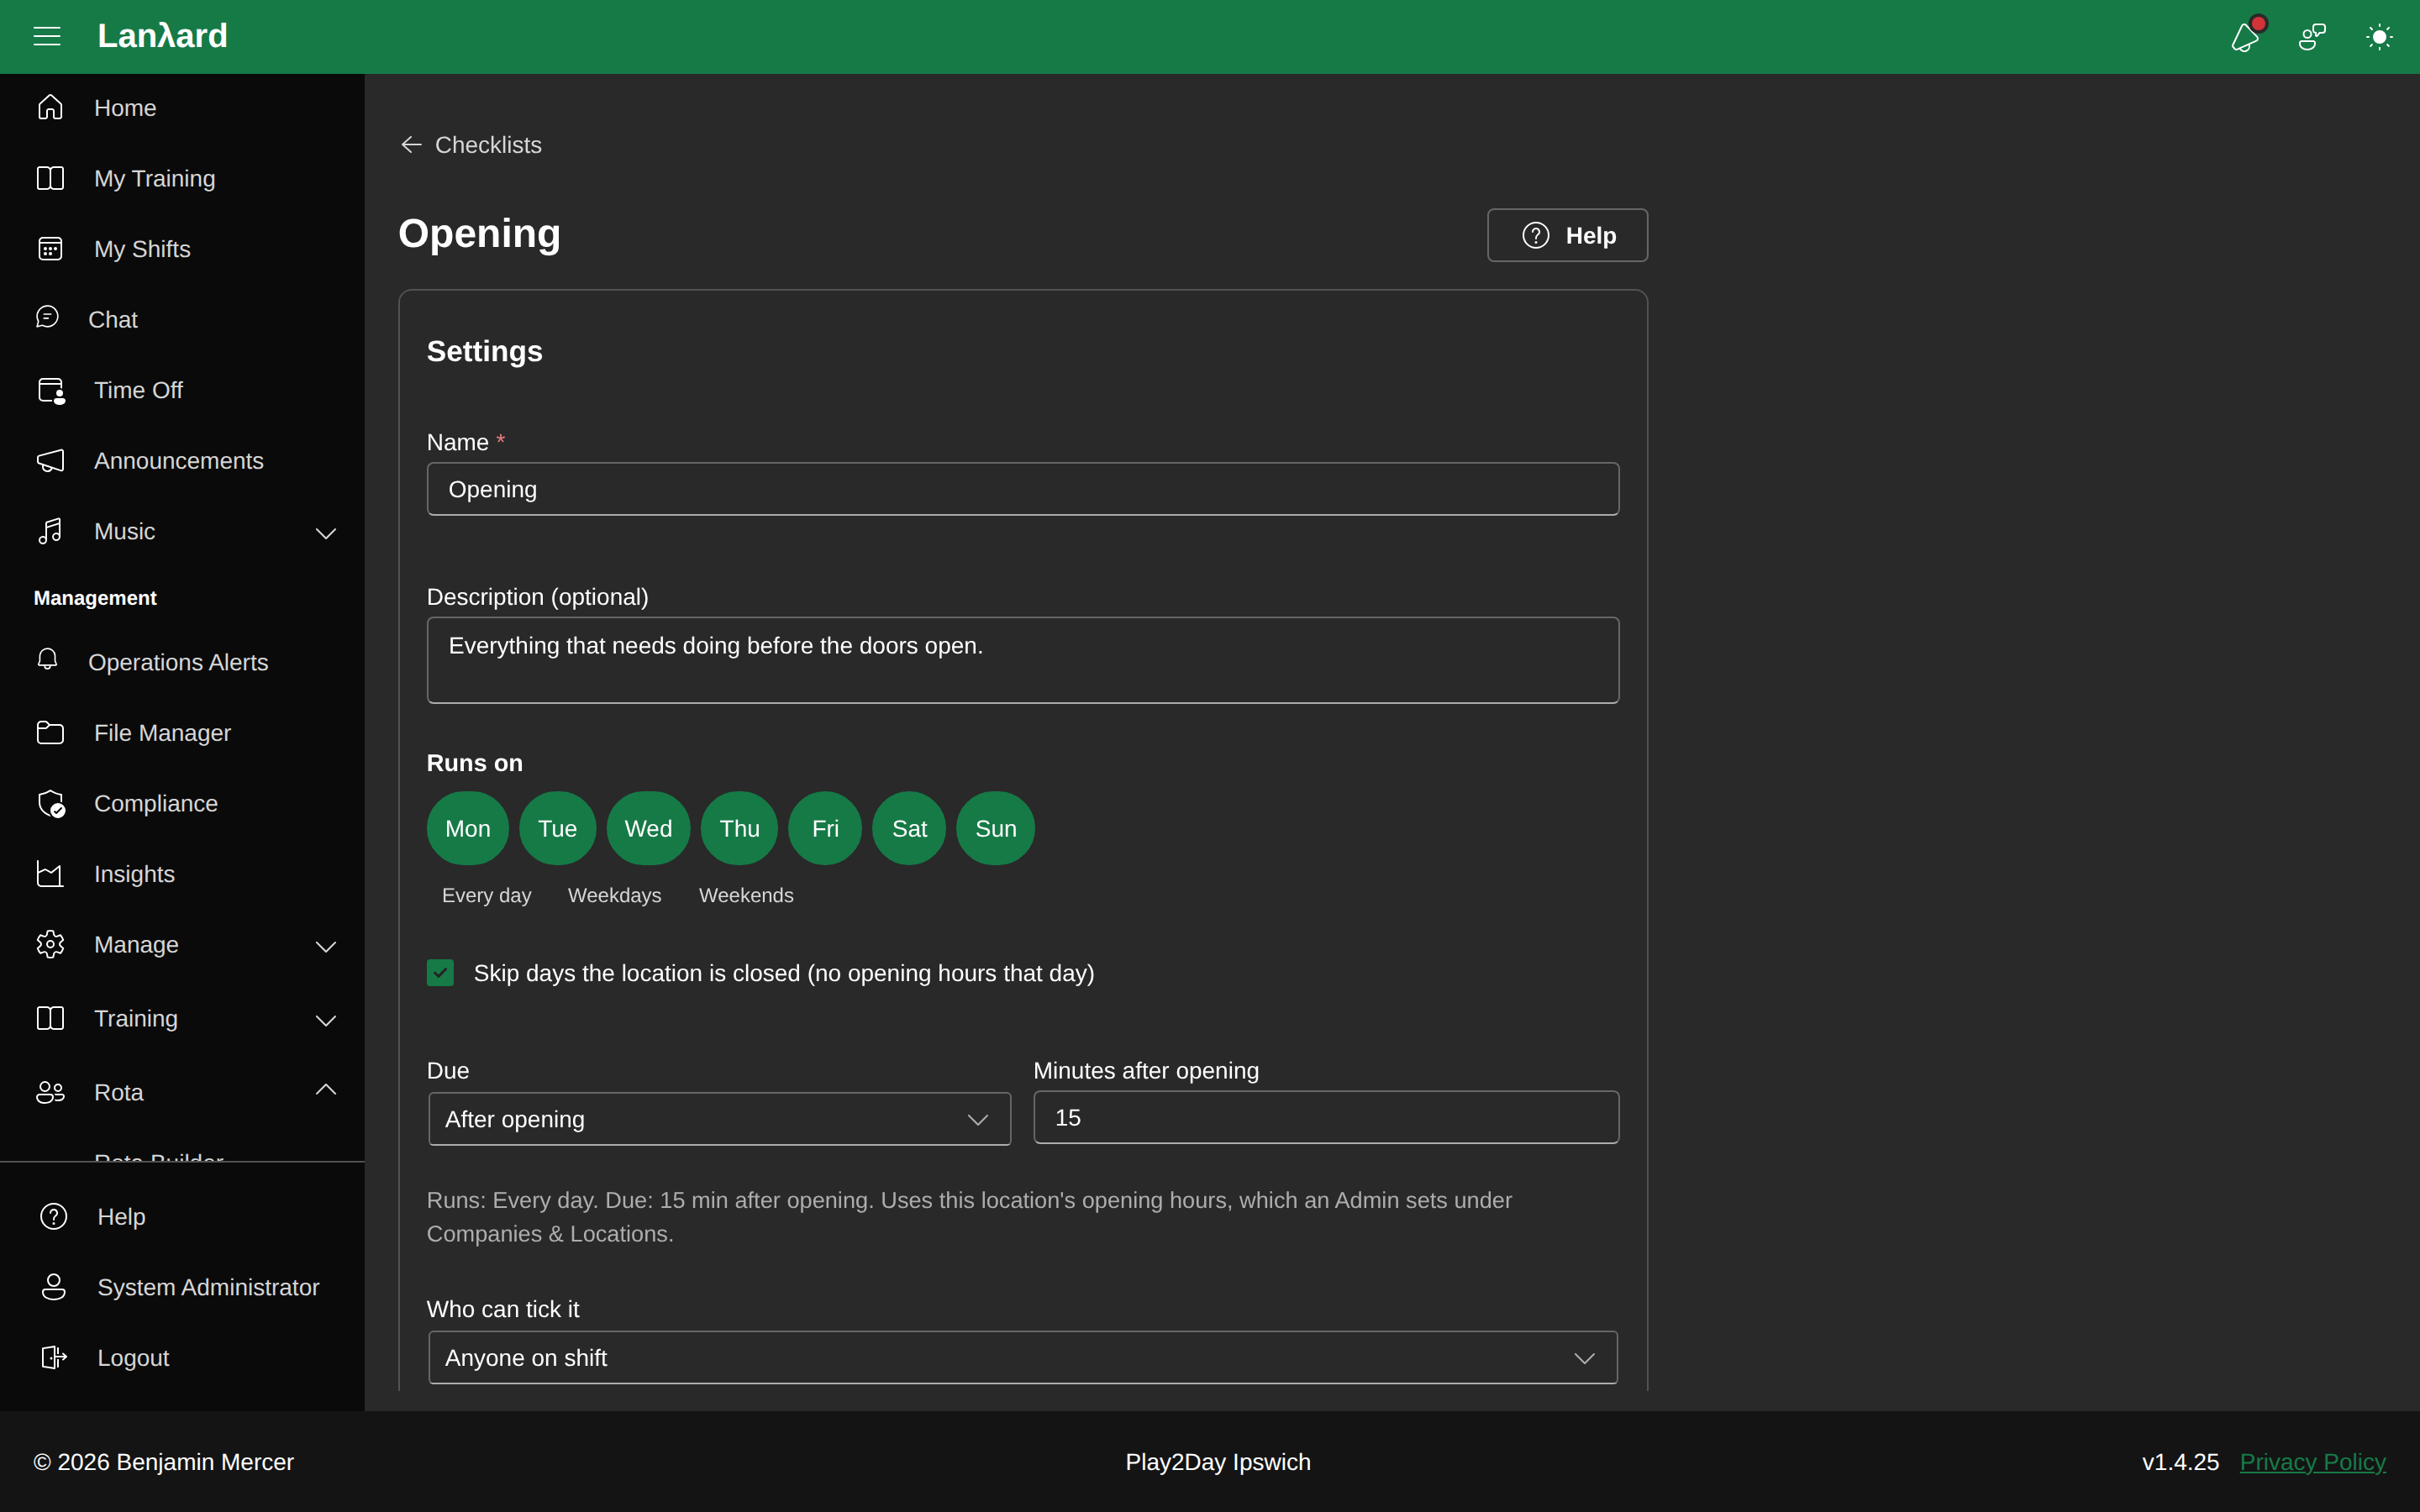 Lanλard
Home
My Training
My Shifts
Chat
Time Off
Announcements
Music
Management
Operations Alerts
File Manager
Compliance
Insights
Manage
Training
Rota
Rota Builder
Help
System Administrator
Logout
Checklists
Opening
Help
Settings
Name *
Opening
Description (optional)
Everything that needs doing before the doors open.
Runs on
Mon Tue Wed Thu Fri Sat Sun
Every day Weekdays Weekends
Skip days the location is closed (no opening hours that day)
Due Minutes after opening
After opening 15
Runs: Every day. Due: 15 min after opening. Uses this location's opening hours, which an Admin sets under
Companies & Locations.
Who can tick it
Anyone on shift
© 2026 Benjamin Mercer Play2Day Ipswich v1.4.25 Privacy Policy